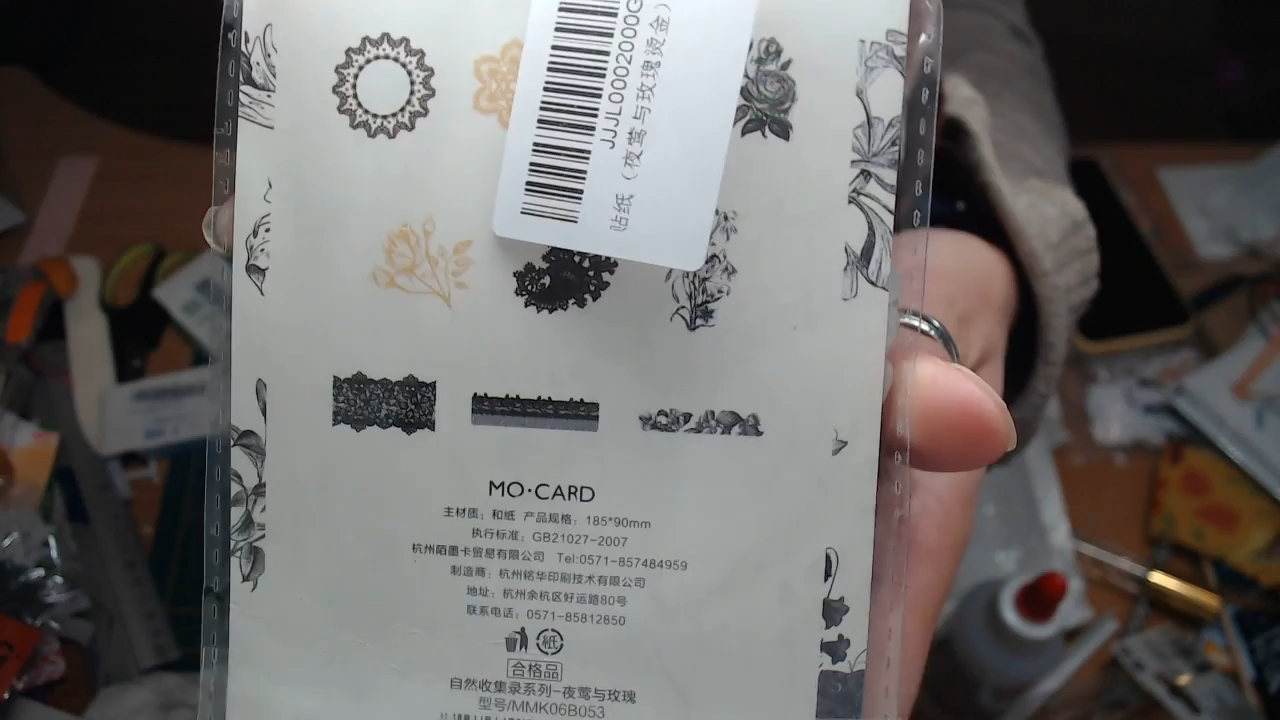 JJJL0002000G
贴纸（夜莺与玫瑰烫金）
MO·CARD
主材质：和纸 产品规格：185*90mm
执行标准：GB21027-2007
杭州陌墨卡贸易有限公司 Tel:0571-857484959
制造商：杭州铭华印刷技术有限公司
地址：杭州余杭区好运路80号
联系电话：0571-85812850
紙
合格品
自然收集录系列-夜莺与玫瑰
型号/MMK06B053